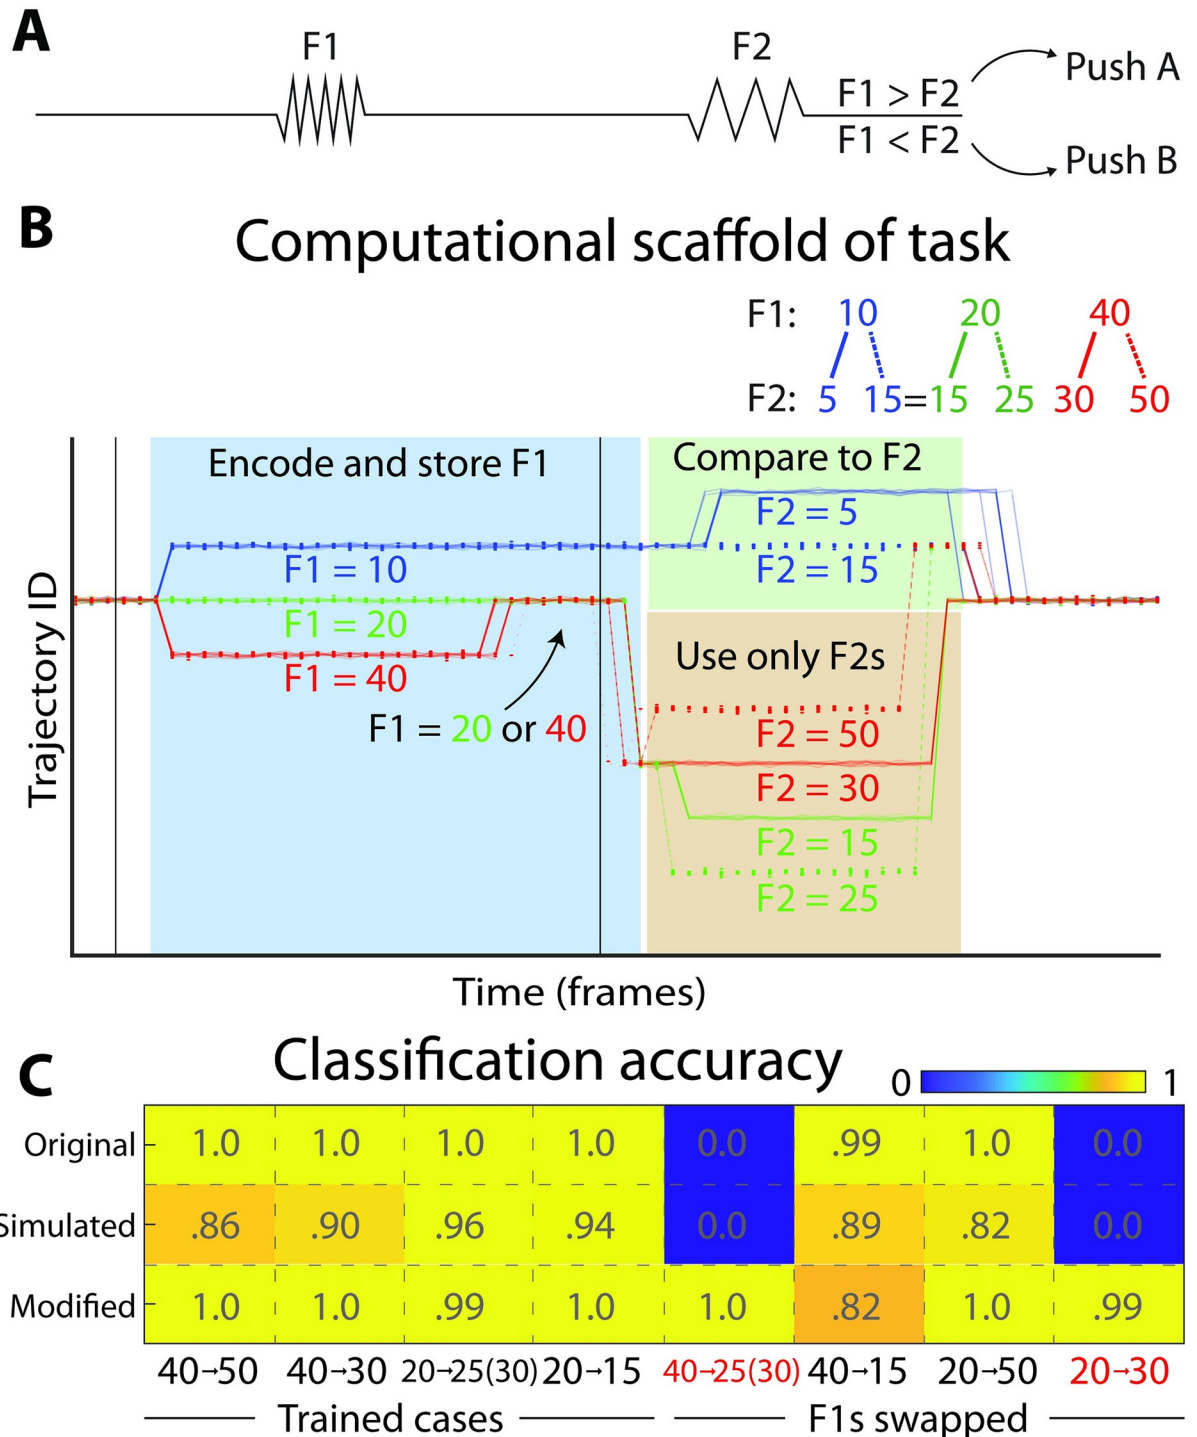 A
F1
F2
F1 > F2
F1 < F2
Push A
Push B
B
Computational scaffold of task
F1: 10 20 40
F2: 5 15=15 25 30 50
Encode and store F1
Compare to F2
F2 = 5
F1 = 10
F2 = 15
F1 = 20
F1 = 40
Use only F2s
F1 = 20 or 40
F2 = 50
F2 = 30
F2 = 15
F2 = 25
Trajectory ID
Time (frames)
C
Classification accuracy
0 1
Original 1.0 1.0 1.0 1.0 0.0 .99 1.0 0.0
Simulated .86 .90 .96 .94 0.0 .89 .82 0.0
Modified 1.0 1.0 .99 1.0 1.0 .82 1.0 .99
40→50 40→30 20→25(30) 20→15 40→25(30) 40→15 20→50 20→30
Trained cases F1s swapped